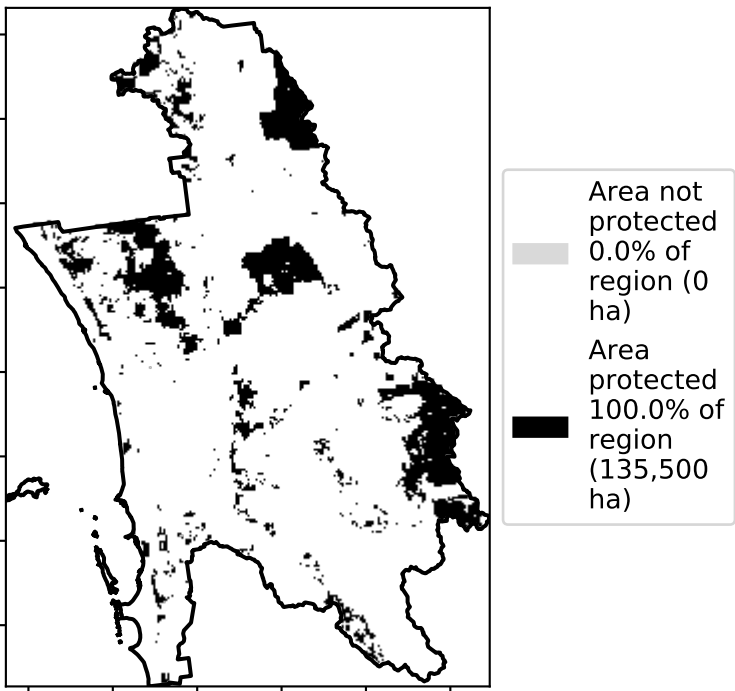 Area not
protected
0.0% of
region (0
ha)
Area
protected
100.0% of
region
(135,500
ha)